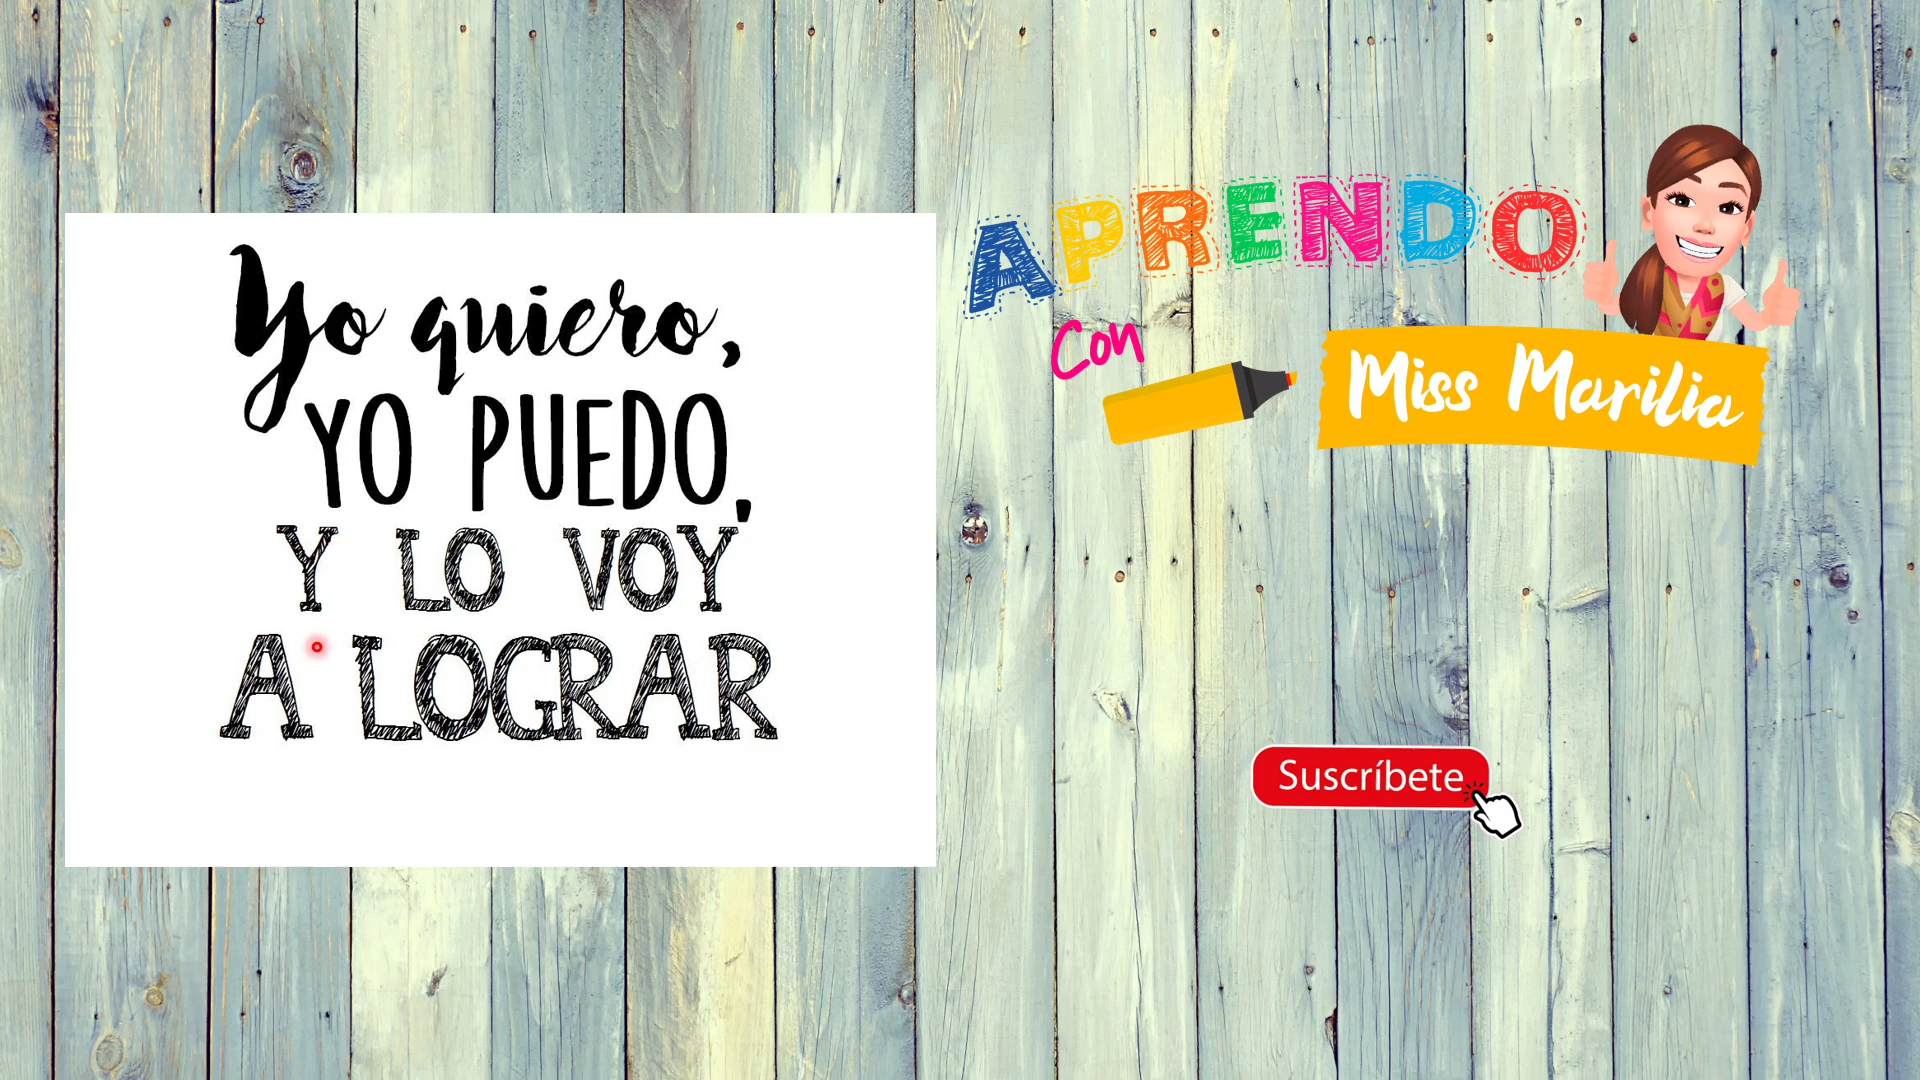 Yo quiero,
YO PUEDO,
Y LO VOY
A LOGRAR
APRENDO
Con
Miss Marilia
Suscríbete